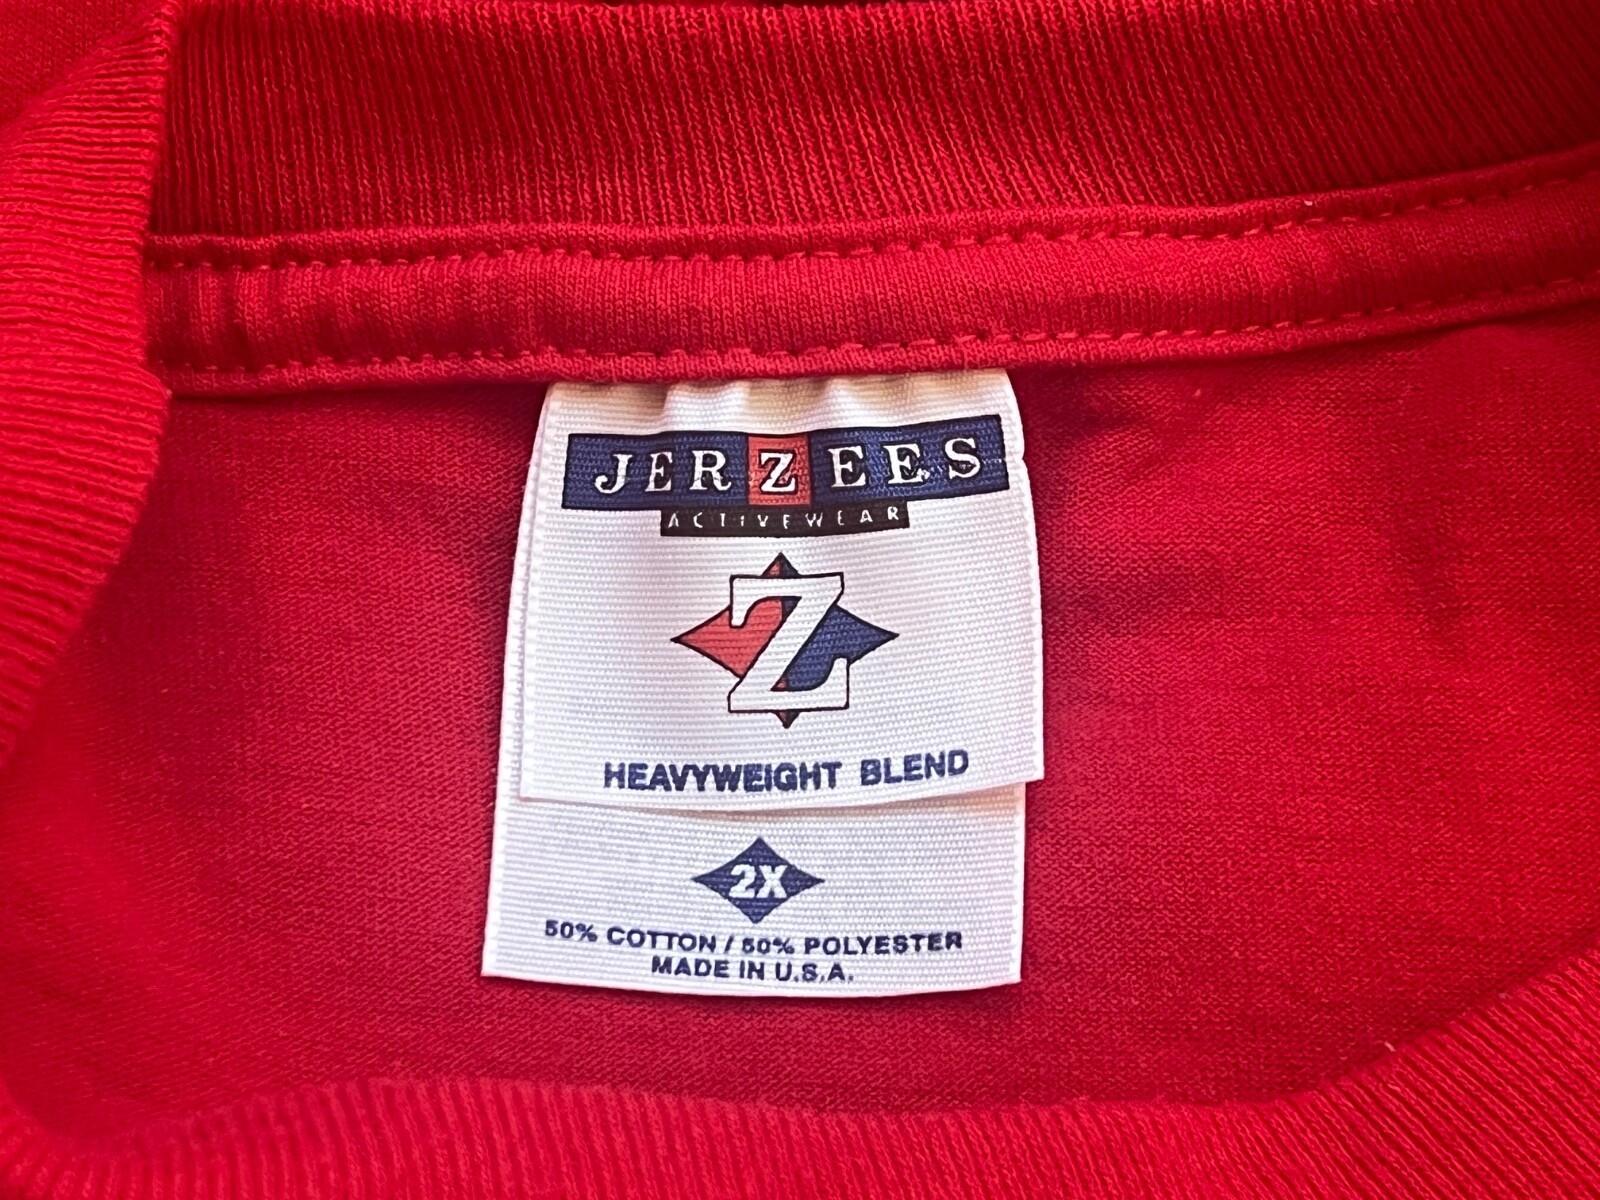 JERZEES
ACTIVEWEAR
Z
HEAVYWEIGHT BLEND
2X
50% COTTON / 50% POLYESTER
MADE IN U.S.A.